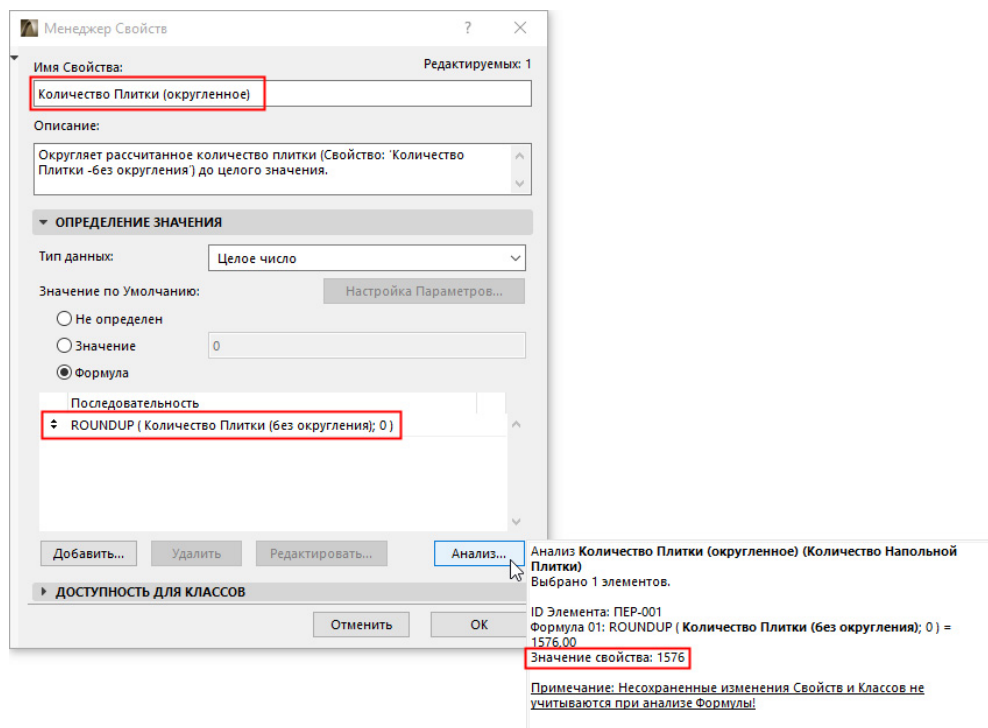 Менеджер Свойств
?
Имя Свойства:
Редактируемых: 1
Количество Плитки (округленное)
Описание:
Округляет рассчитанное количество плитки (Свойство: 'Количество
Плитки -без округления') до целого значения.
ОПРЕДЕЛЕНИЕ ЗНАЧЕНИЯ
Тип данных:
Целое число
Значение по Умолчанию:
Настройка Параметров...
Не определен
Значение
0
Формула
Последовательность
ROUNDUP ( Количество Плитки (без округления); 0 )
Добавить...
Удалить
Редактировать...
Анализ...
ДОСТУПНОСТЬ ДЛЯ КЛАССОВ
Отменить
OK
Анализ Количество Плитки (округленное) (Количество Напольной
Плитки)
Выбрано 1 элементов.
ID Элемента: ПЕР-001
Формула 01: ROUNDUP ( Количество Плитки (без округления); 0 ) =
1576,00
Значение свойства: 1576
Примечание: Несохраненные изменения Свойств и Классов не
учитываются при анализе Формулы!